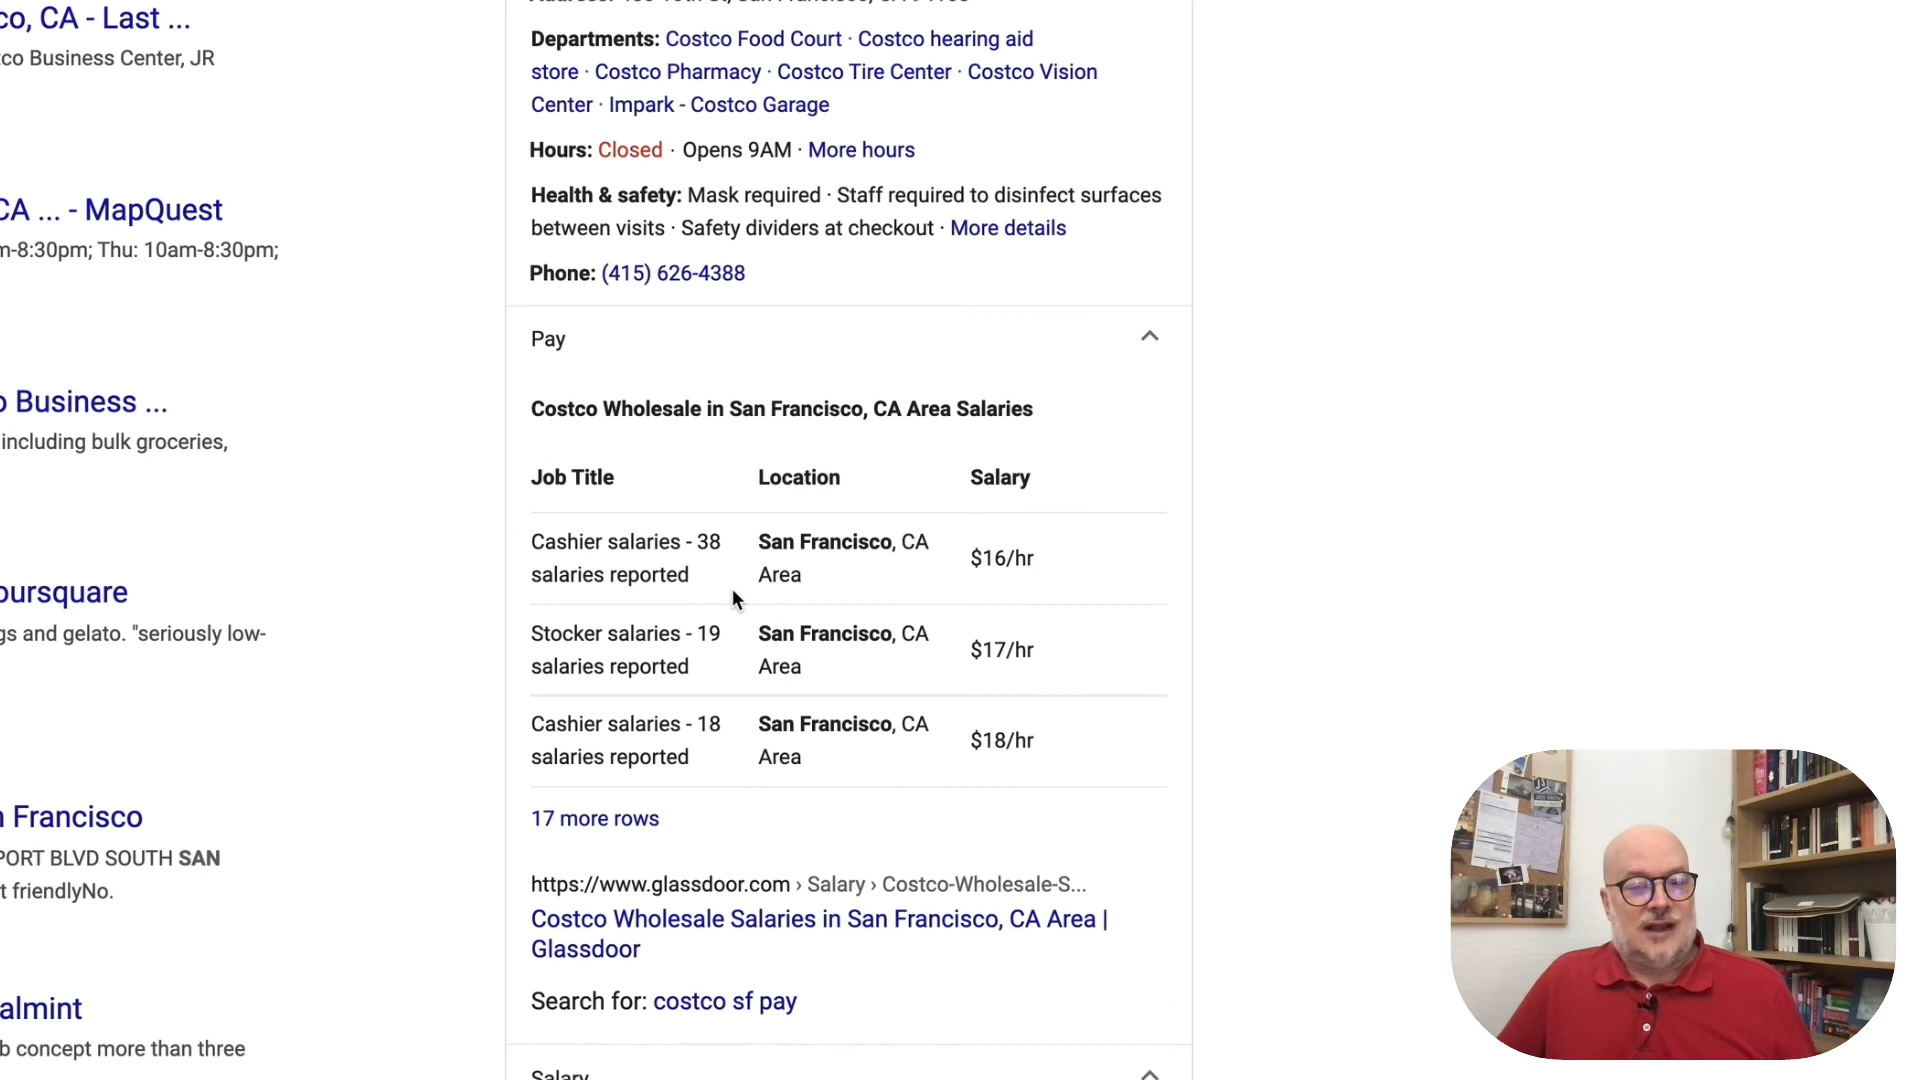 co, CA - Last ...
tco Business Center, JR
CA ... - MapQuest
m-8:30pm; Thu: 10am-8:30pm;
o Business ...
including bulk groceries,
oursquare
gs and gelato. "seriously low-
n Francisco
PORT BLVD SOUTH SAN
t friendlyNo.
almint
b concept more than three
Departments: Costco Food Court · Costco hearing aid
store · Costco Pharmacy · Costco Tire Center · Costco Vision
Center · Impark - Costco Garage
Hours: Closed · Opens 9AM · More hours
Health & safety: Mask required · Staff required to disinfect surfaces
between visits · Safety dividers at checkout · More details
Phone: (415) 626-4388
Pay
Costco Wholesale in San Francisco, CA Area Salaries
Job Title Location Salary
Cashier salaries - 38 San Francisco, CA
salaries reported Area $16/hr
Stocker salaries - 19 San Francisco, CA
salaries reported Area $17/hr
Cashier salaries - 18 San Francisco, CA
salaries reported Area $18/hr
17 more rows
https://www.glassdoor.com › Salary › Costco-Wholesale-S...
Costco Wholesale Salaries in San Francisco, CA Area |
Glassdoor
Search for: costco sf pay
Salary